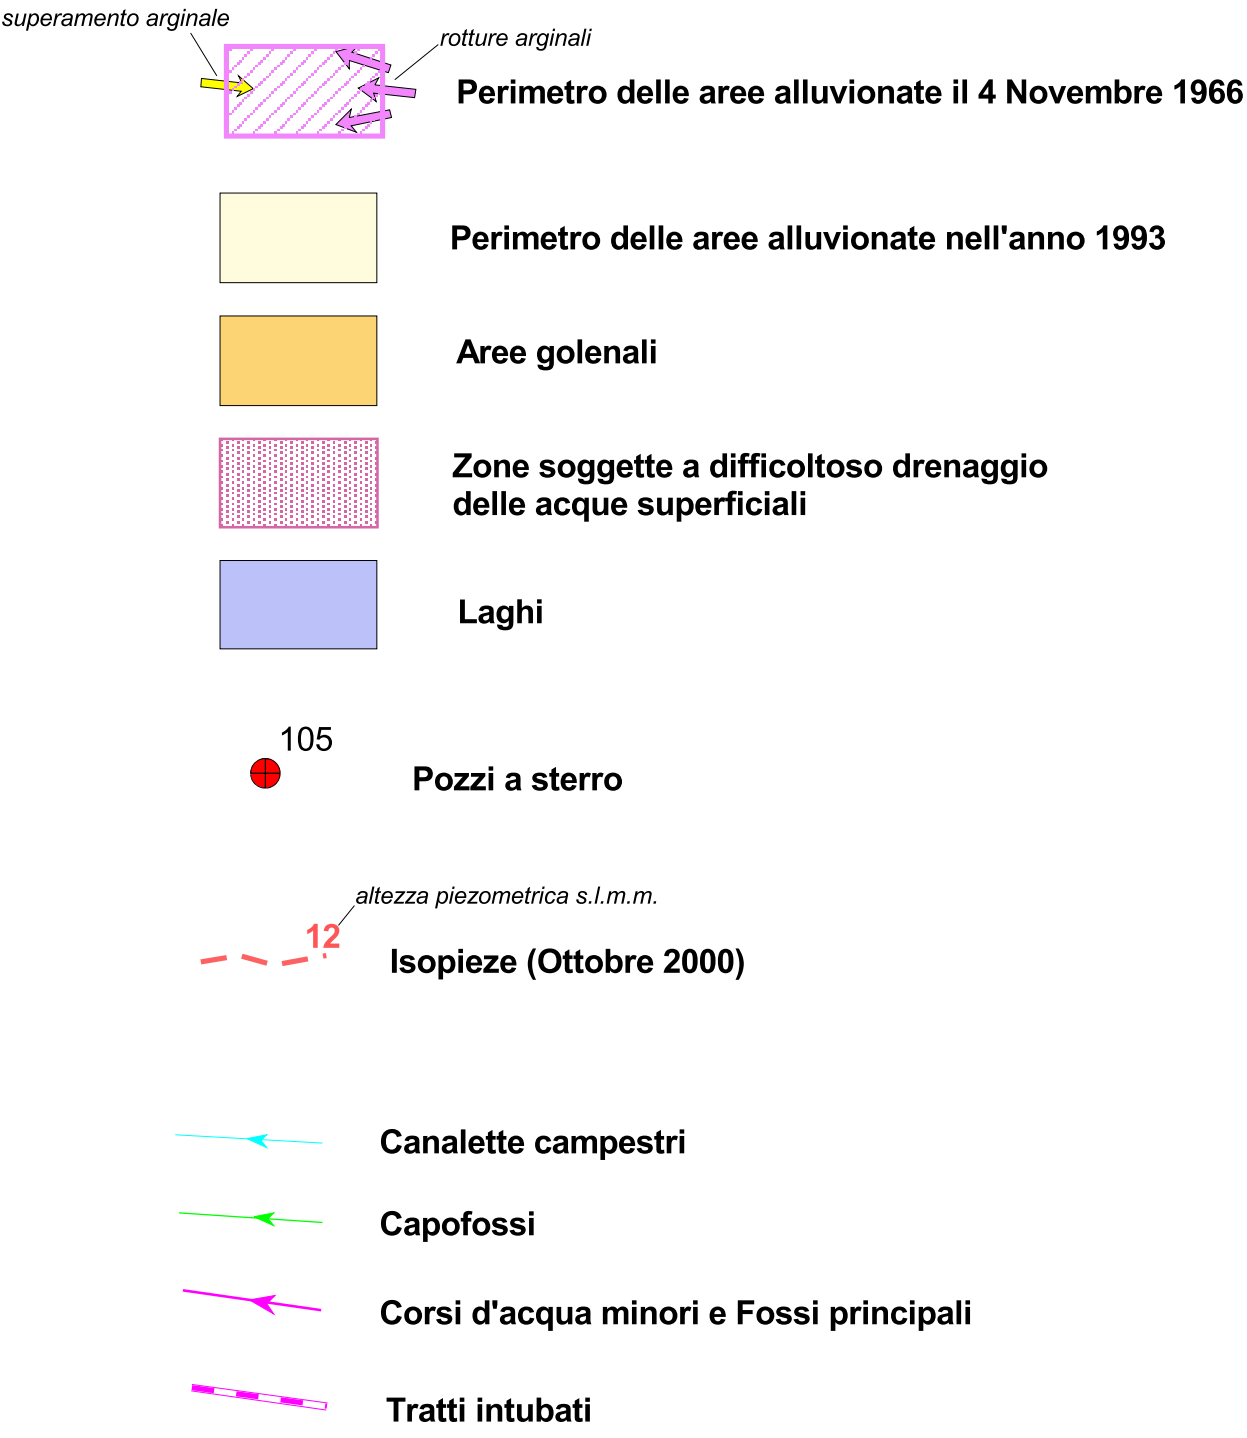 superamento arginale
rotture arginali
Perimetro delle aree alluvionate il 4 Novembre 1966
Perimetro delle aree alluvionate nell'anno 1993
Aree golenali
Zone soggette a difficoltoso drenaggio
delle acque superficiali
Laghi
105
Pozzi a sterro
altezza piezometrica s.l.m.m.
12
Isopieze (Ottobre 2000)
Canalette campestri
Capofossi
Corsi d'acqua minori e Fossi principali
Tratti intubati